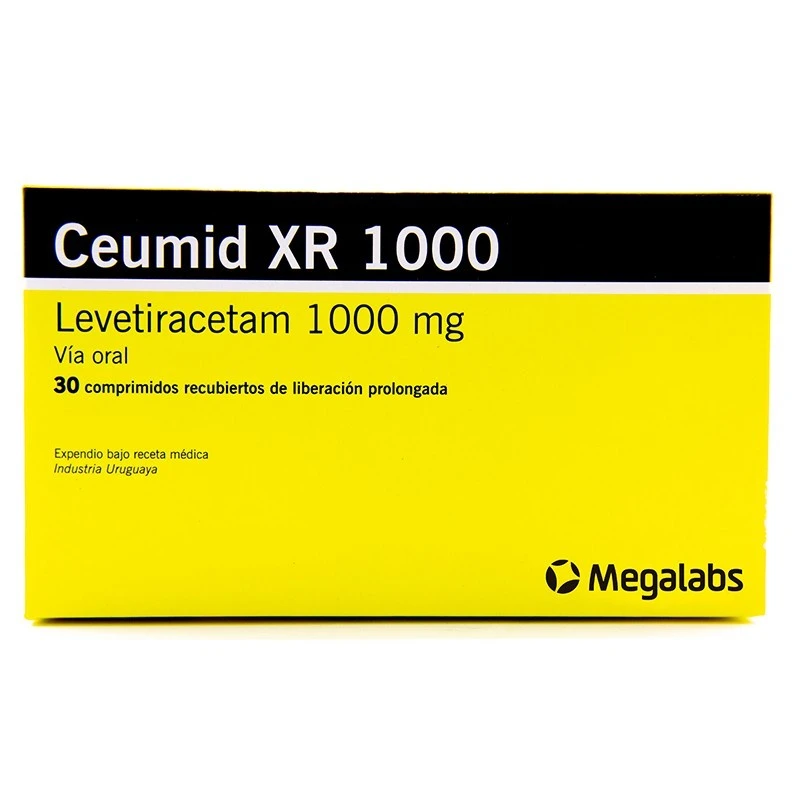 Ceumid XR 1000
Levetiracetam 1000 mg
Vía oral
30 comprimidos recubiertos de liberación prolongada
Expendio bajo receta médica
Industria Uruguaya
Megalabs